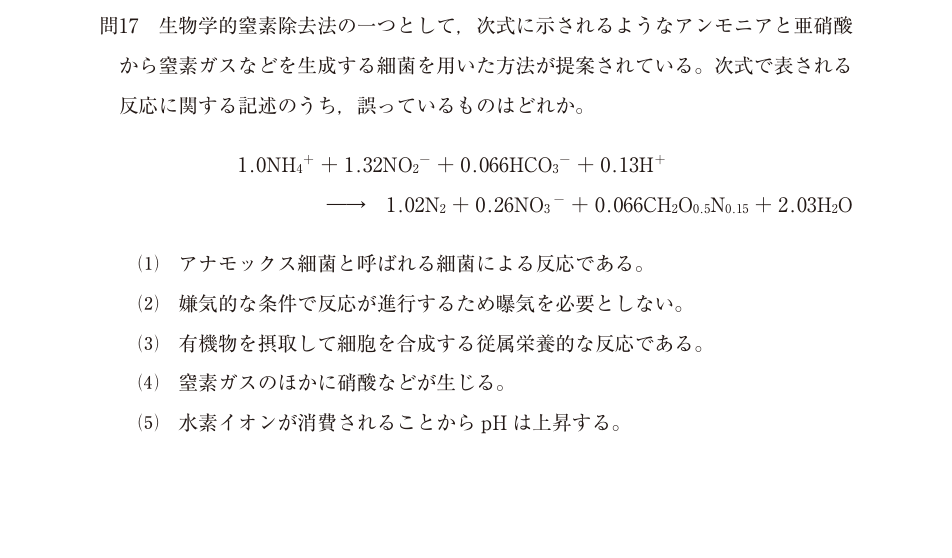 問17 生物学的窒素除去法の一つとして，次式に示されるようなアンモニアと亜硝酸
から窒素ガスなどを生成する細菌を用いた方法が提案されている。次式で表される
反応に関する記述のうち，誤っているものはどれか。
1.0NH₄⁺ + 1.32NO₂⁻ + 0.066HCO₃⁻ + 0.13H⁺
⟶ 1.02N₂ + 0.26NO₃⁻ + 0.066CH₂O₀.₅N₀.₁₅ + 2.03H₂O
(1) アナモックス細菌と呼ばれる細菌による反応である。
(2) 嫌気的な条件で反応が進行するため曝気を必要としない。
(3) 有機物を摂取して細胞を合成する従属栄養的な反応である。
(4) 窒素ガスのほかに硝酸などが生じる。
(5) 水素イオンが消費されることから pH は上昇する。